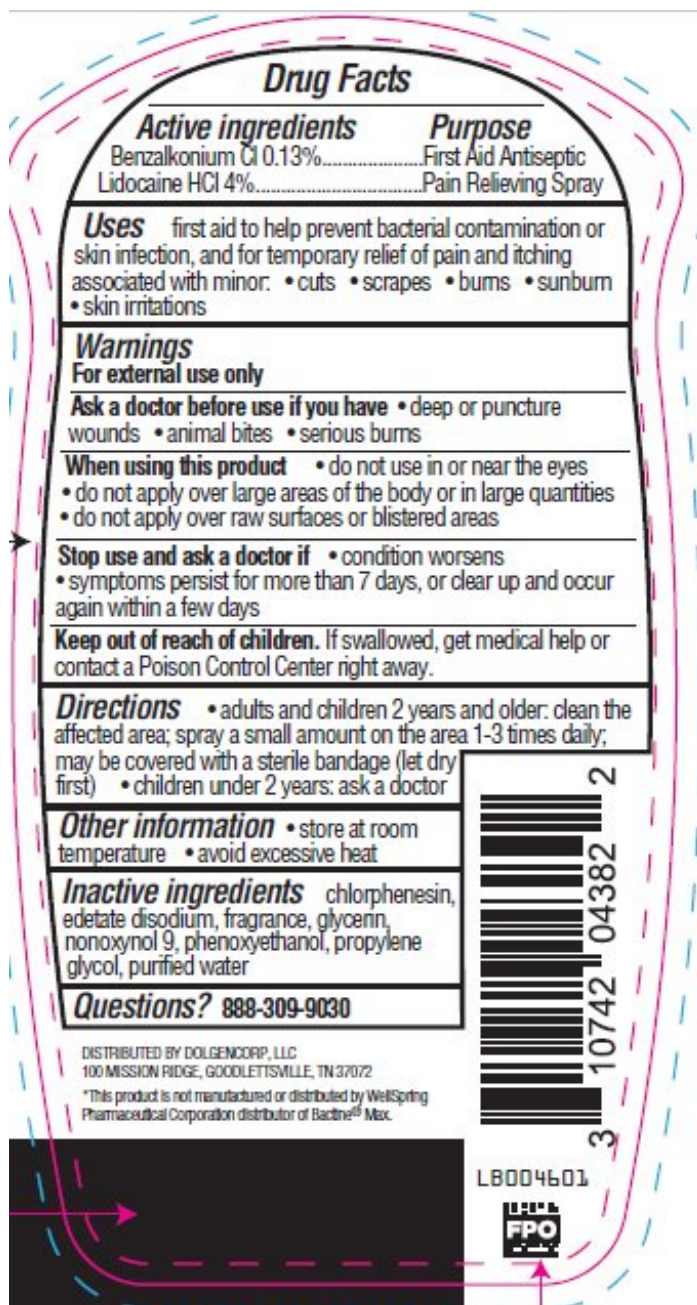 Drug Facts
Active ingredients Purpose
Benzalkonium Cl 0.13%......................First Aid Antiseptic
Lidocaine HCl 4%....................................Pain Relieving Spray
Uses first aid to help prevent bacterial contamination or
skin infection, and for temporary relief of pain and itching
associated with minor: • cuts • scrapes • burns • sunburn
• skin irritations
Warnings
For external use only
Ask a doctor before use if you have • deep or puncture
wounds • animal bites • serious burns
When using this product • do not use in or near the eyes
• do not apply over large areas of the body or in large quantities
• do not apply over raw surfaces or blistered areas
Stop use and ask a doctor if • condition worsens
• symptoms persist for more than 7 days, or clear up and occur
again within a few days
Keep out of reach of children. If swallowed, get medical help or
contact a Poison Control Center right away.
Directions • adults and children 2 years and older: clean the
affected area; spray a small amount on the area 1-3 times daily;
may be covered with a sterile bandage (let dry
first) • children under 2 years: ask a doctor
Other information • store at room
temperature • avoid excessive heat
Inactive ingredients chlorphenesin,
edetate disodium, fragrance, glycerin,
nonoxynol 9, phenoxyethanol, propylene
glycol, purified water
Questions? 888-309-9030
DISTRIBUTED BY DOLGENCORP, LLC
100 MISSION RIDGE, GOODLETTSVILLE, TN 37072
*This product is not manufactured or distributed by WellSpring
Pharmaceutical Corporation distributor of Bactine® Max.
3 10742 04382 2
LB004601
FPO